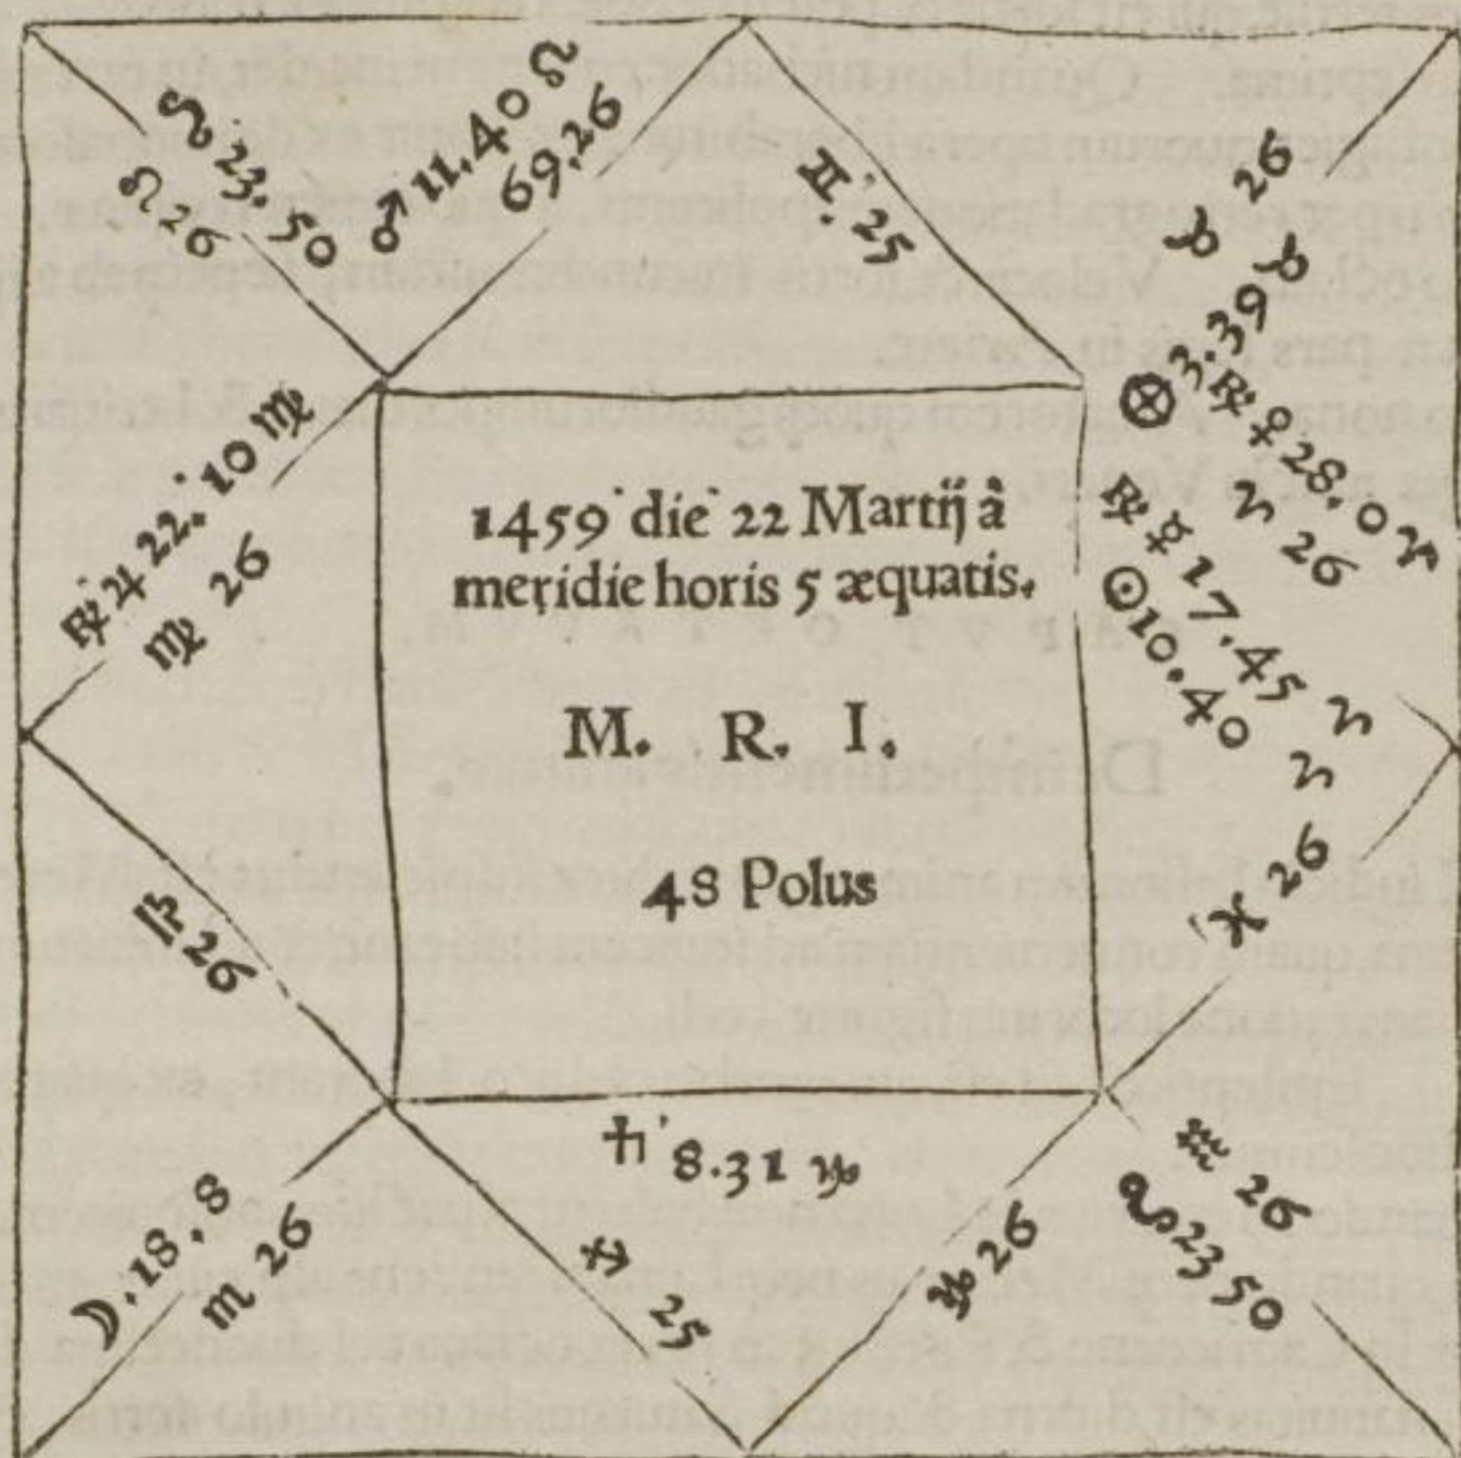 ☊ 23.50
♌ 26
♂ 11.40 ♌
69.26
♊. 25
♉ 26
⊗ 3.39 ♉
℞ ♀ 28.0 ♈
♈ 26
℞ ☿ 17.45 ♈
☉ 10.40 ♈
℞ ♃ 22.10 ♍
♍ 26
1459 die 22 Martij à
meridie horis 5 æquatis.
M. R. I.
48 Polus
♓ 26
♎ 26
☽. 18. 8
♏ 26
♄ 8.31 ♑
♐ 25
♑ 26
♒ 26
☋ 23 50